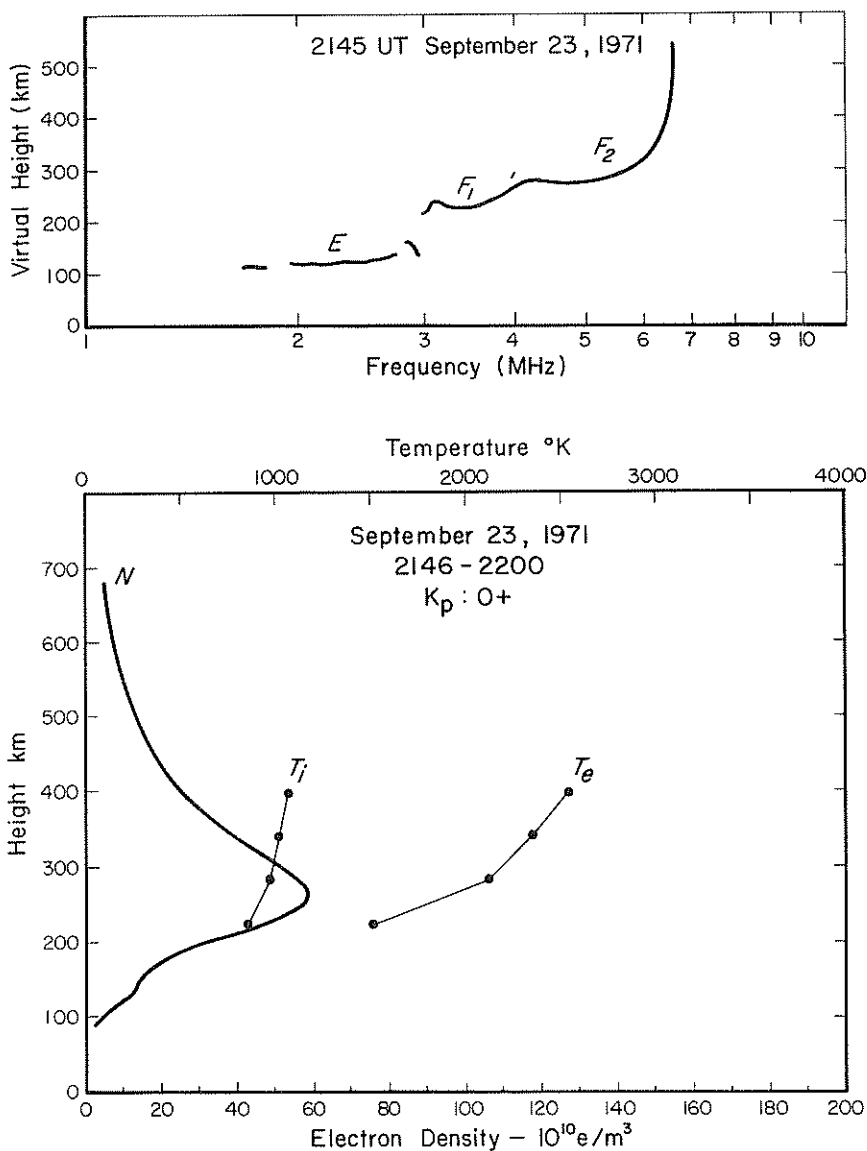 2145 UT September 23, 1971
Virtual Height (km)
500
400
300
200
100
0
E
F₁
F₂
1 2 3 4 5 6 7 8 9 10
Frequency (MHz)
Temperature °K
0 1000 2000 3000 4000
September 23, 1971
2146-2200
Kp : 0+
Height km
700
600
500
400
300
200
100
0
N
Ti
Te
0 20 40 60 80 100 120 140 160 180 200
Electron Density - 10¹⁰e/m³